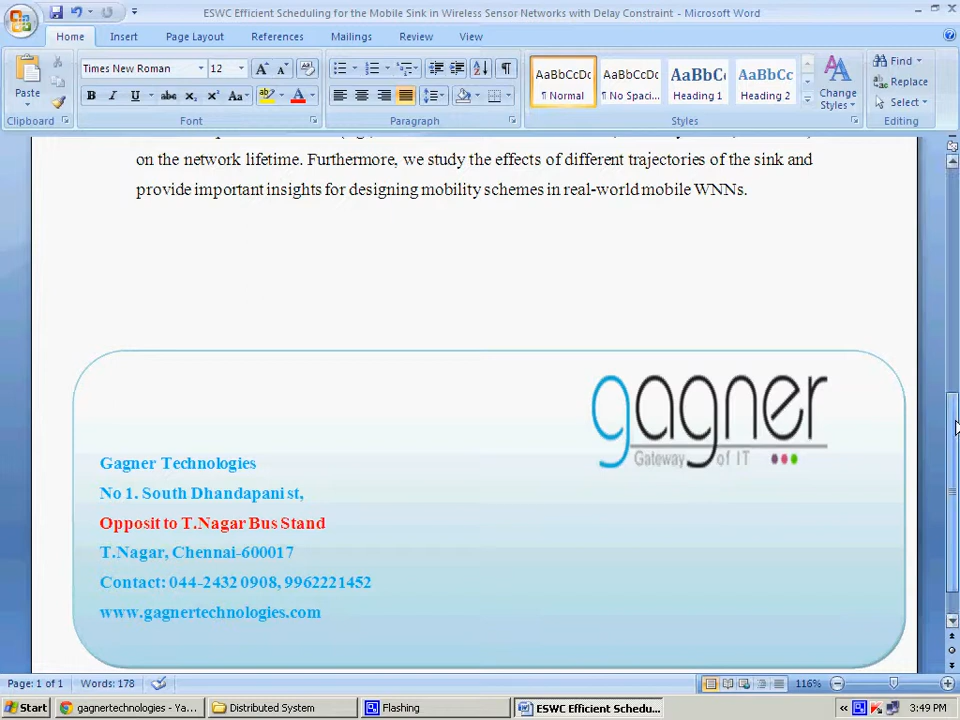 ESWC Efficient Scheduling for the Mobile Sink in Wireless Sensor Networks with Delay Constraint - Microsoft Word
Home Insert Page Layout References Mailings Review View
Paste
Clipboard
Times New Roman 12
B I U abc x₂ x² Aa
Font
Paragraph
AaBbCcDc AaBbCcDc AaBbC AaBbCc
¶ Normal ¶ No Spaci... Heading 1 Heading 2
Change Styles
Styles
Find
Replace
Select
Editing
on the network lifetime. Furthermore, we study the effects of different trajectories of the sink and
provide important insights for designing mobility schemes in real-world mobile WNNs.
gagner
Gateway of IT
Gagner Technologies
No 1. South Dhandapani st,
Opposit to T.Nagar Bus Stand
T.Nagar, Chennai-600017
Contact: 044-2432 0908, 9962221452
www.gagnertechnologies.com
Page: 1 of 1 Words: 178 116%
Start gagnertechnologies - Ya... Distributed System Flashing ESWC Efficient Schedu... « 3:49 PM